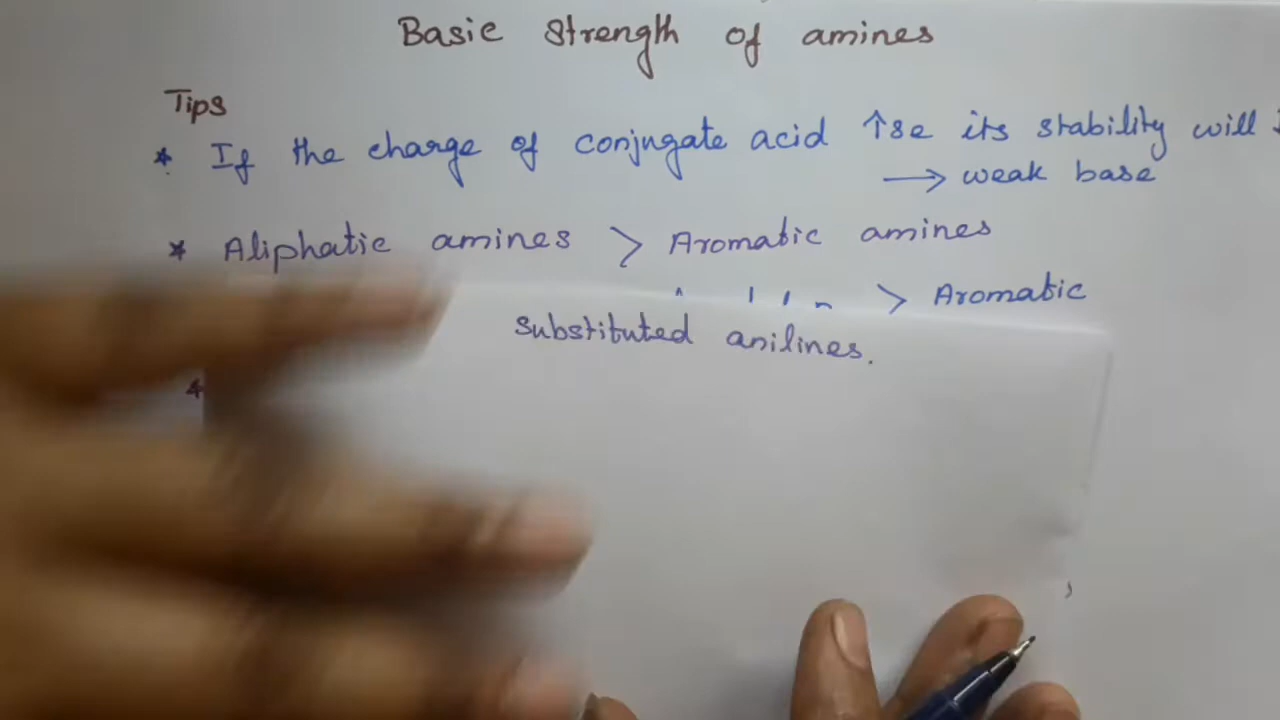 Basic strength of amines
Tips
* If the charge of conjugate acid ↑se its stability will
→ weak base
* Aliphatic amines > Aromatic amines
> Aromatic
substituted anilines.
*